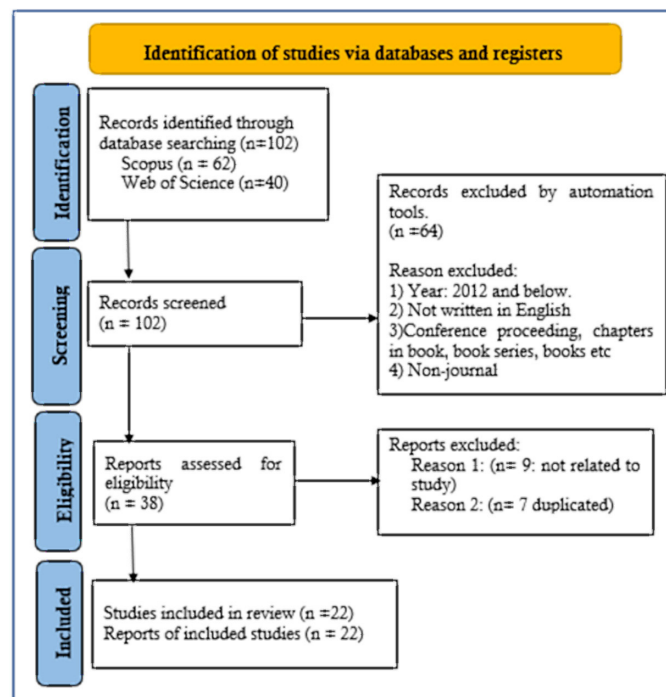 Identification of studies via databases and registers
Identification
Records identified through
database searching (n=102)
Scopus (n = 62)
Web of Science (n=40)
Records excluded by automation
tools.
(n =64)
Reason excluded:
1) Year: 2012 and below.
2) Not written in English
3)Conference proceeding, chapters
in book, book series, books etc
4) Non-journal
Screening
Records screened
(n = 102)
Eligibility
Reports assessed for
eligibility
(n = 38)
Reports excluded:
Reason 1: (n= 9: not related to
study)
Reason 2: (n= 7 duplicated)
Included
Studies included in review (n =22)
Reports of included studies (n = 22)